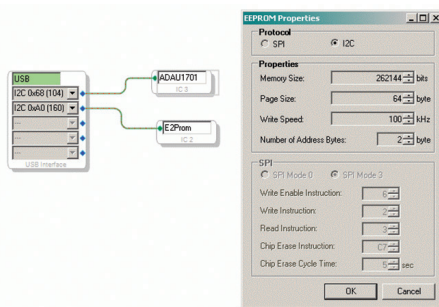 USB
I2C 0x68 (104)
I2C 0xA0 (160)
---
---
---
USB Interface
ADAU1701
IC 3
E2Prom
IC 2
EEPROM Properties
Protocol
SPI
I2C
Properties
Memory Size: 262144 bits
Page Size: 64 byte
Write Speed: 100 kHz
Number of Address Bytes: 2 byte
SPI
SPI Mode 0 SPI Mode 3
Write Enable Instruction: 6
Write Instruction: 2
Read Instruction: 3
Chip Erase Instruction: C7
Chip Erase Cycle Time: 5 sec
OK Cancel